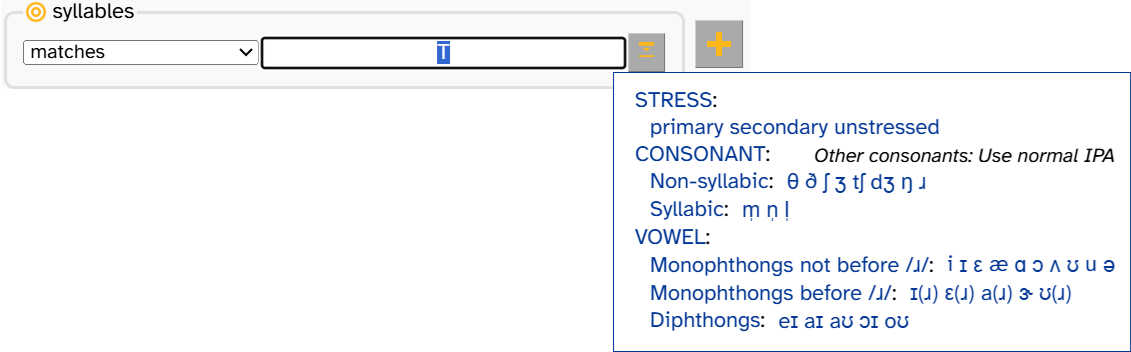 syllables
matches
T̅
STRESS:
primary secondary unstressed
CONSONANT: Other consonants: Use normal IPA
Non-syllabic: θ ð ʃ ʒ tʃ dʒ ŋ ɹ
Syllabic: m̩ n̩ l̩
VOWEL:
Monophthongs not before /ɹ/: i ɪ ɛ æ ɑ ɔ ʌ ʊ u ə
Monophthongs before /ɹ/: ɪ(ɹ) ɛ(ɹ) a(ɹ) ɝ ʊ(ɹ)
Diphthongs: eɪ aɪ aʊ ɔɪ oʊ